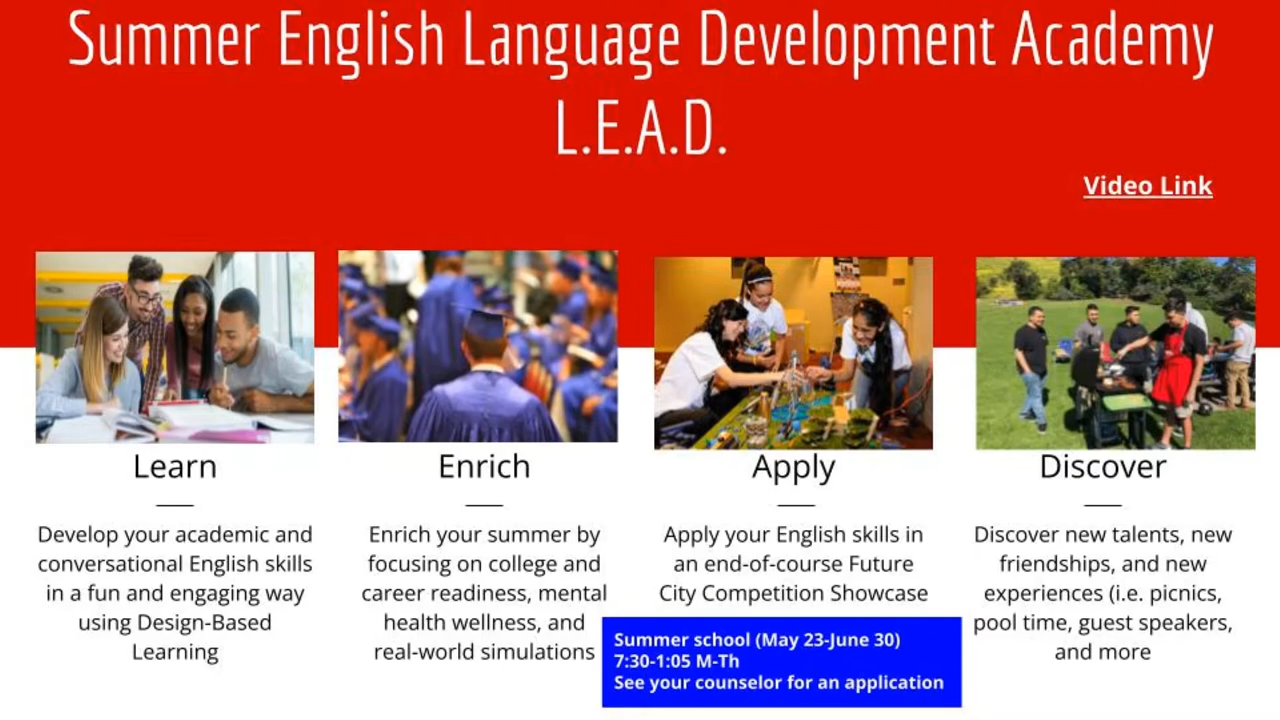 Summer English Language Development Academy
L.E.A.D.
Video Link
Learn
Develop your academic and
conversational English skills
in a fun and engaging way
using Design-Based
Learning
Enrich
Enrich your summer by
focusing on college and
career readiness, mental
health wellness, and
real-world simulations
Apply
Apply your English skills in
an end-of-course Future
City Competition Showcase
Discover
Discover new talents, new
friendships, and new
experiences (i.e. picnics,
pool time, guest speakers,
and more
Summer school (May 23-June 30)
7:30-1:05 M-Th
See your counselor for an application